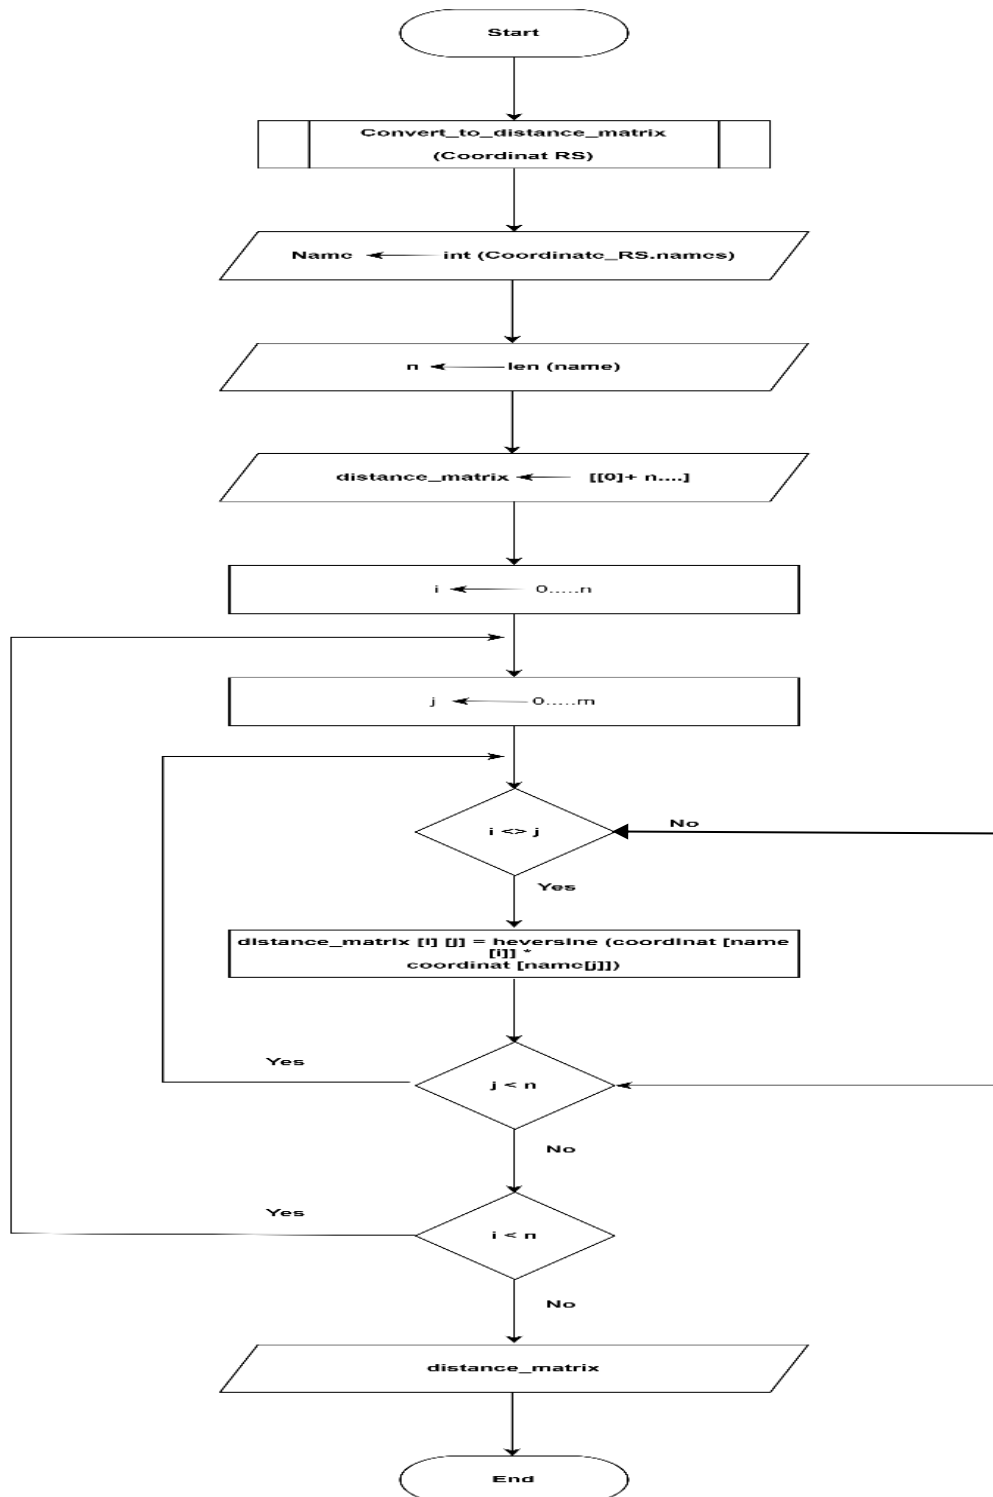 Start
Convert_to_distance_matrix
(Coordinat RS)
Name ← int (Coordinate_RS.names)
n ← len (name)
distance_matrix ← [[0]+ n....]
i ← 0.....n
j ← 0.....m
i <> j
No
Yes
distance_matrix [i] [j] = heversine (coordinat [name
[i]] *
coordinat [name[j]])
Yes
j < n
No
Yes
i < n
No
distance_matrix
End